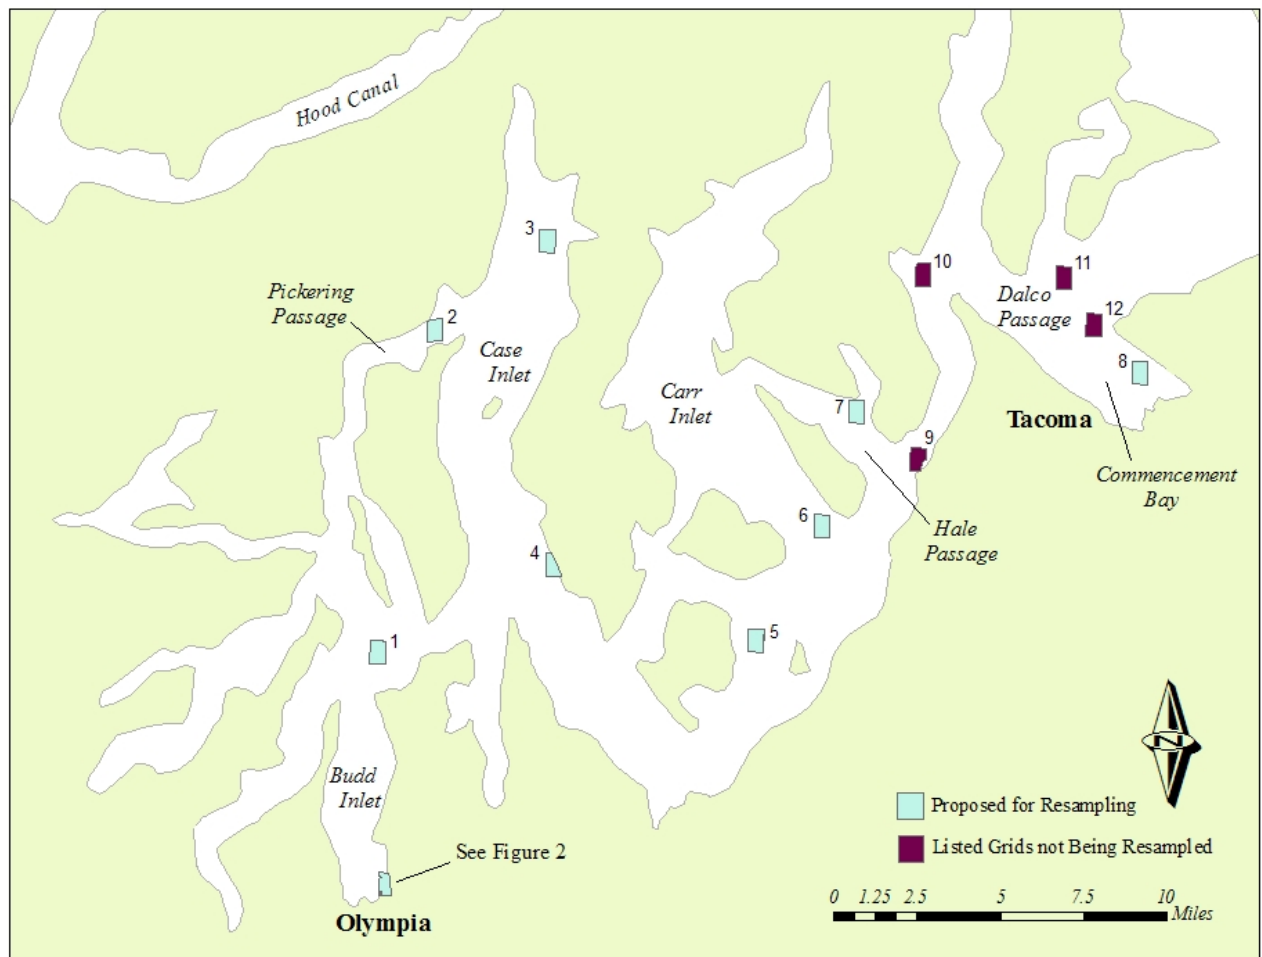 Hood Canal
3
10
11
Pickering
Passage
Dalco
Passage
2
12
Case
Inlet
8
Carr
Inlet
7
Tacoma
9
Commencement
Bay
6
Hale
Passage
4
1
5
N
Budd
Inlet
Proposed for Resampling
See Figure 2
Listed Grids not Being Resampled
0 1.25 2.5 5 7.5 10
Miles
Olympia